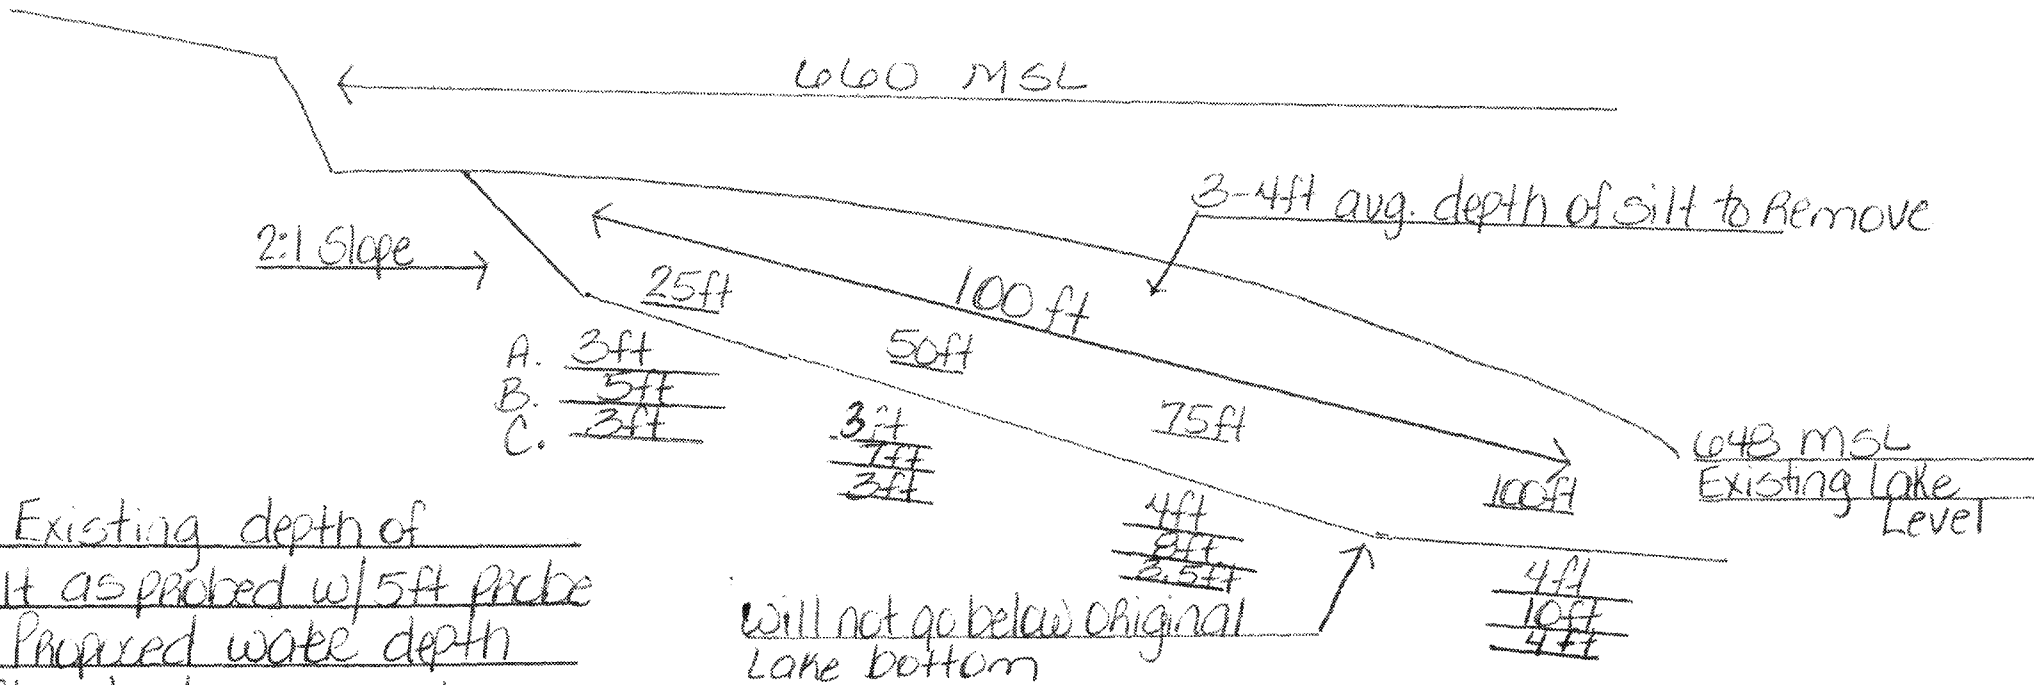 660 MSL
3-4ft avg. depth of silt to Remove
2:1 Slope
25ft
100ft
50ft
75ft
100ft
A. 3ft
B. 5ft
C. 3ft
3ft
7ft
3ft
4ft
8ft
3.5ft
4ft
10ft
4ft
648 MSL
Existing Lake
Level
Existing depth of
lt as probed w/ 5ft probe
Proposed water depth
will not go below original
Lake bottom